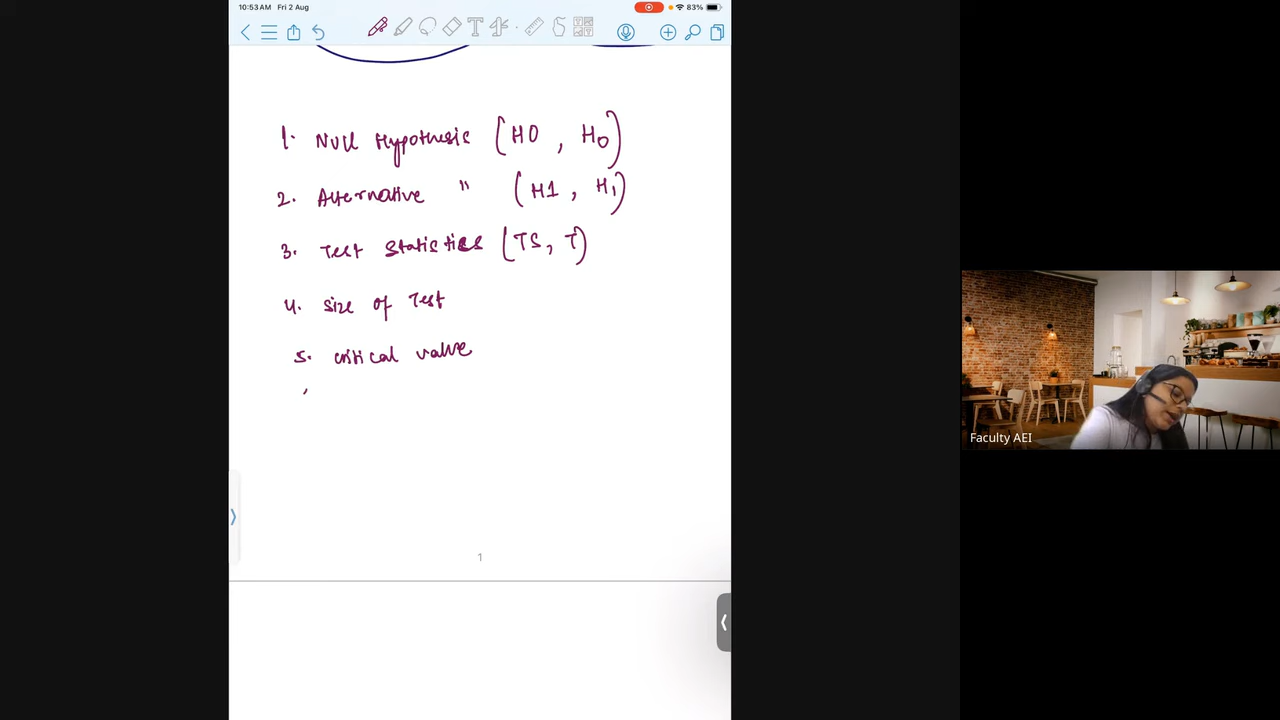 10:53 AM Fri 2 Aug
83%
1. Null Hypothesis (H0, H₀)
2. Alternative " (H1, H₁)
3. Test Statistics (TS, T)
4. Size of Test
5. Critical value
1
Faculty AEI